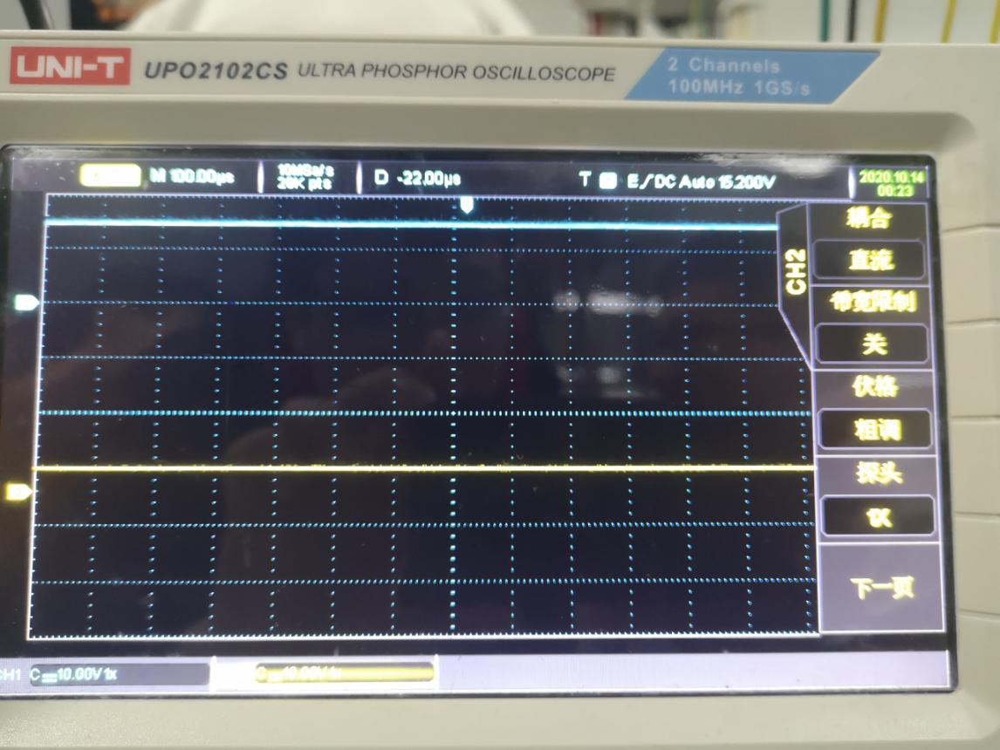 UNI-T UPO2102CS ULTRA PHOSPHOR OSCILLOSCOPE
2 Channels
100MHz 1GS/s
M 100.00µs
10MSa/s
20K pts
D -22.00µs
T E DC Auto 15.200V
2020.10.14
00:23
CH2
耦合
直流
带宽限制
关
伏格
粗调
探头
1X
下一页
CH1 10.00V 1x
10.00V 1x